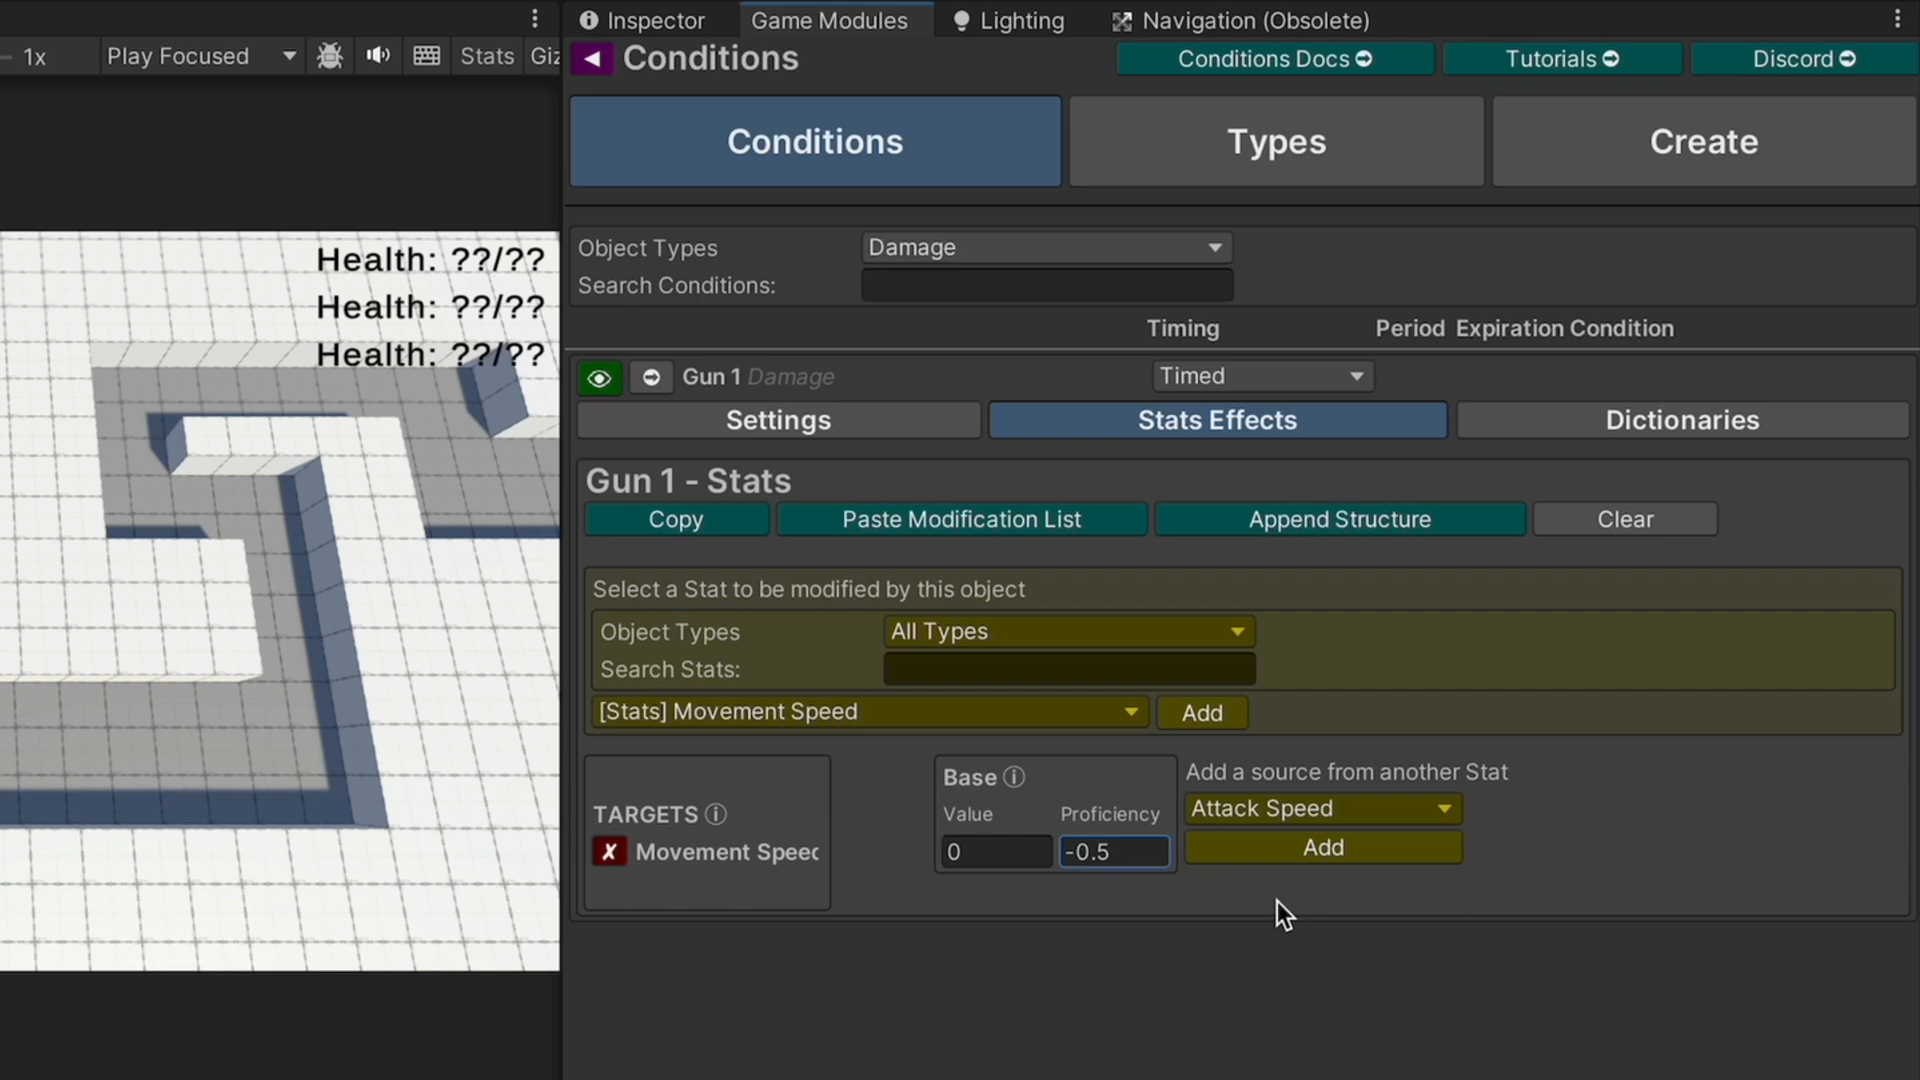 Inspector Game Modules Lighting Navigation (Obsolete)
1x Play Focused Stats Giz
Conditions Conditions Docs Tutorials Discord
Conditions Types Create
Object Types Damage
Search Conditions:
Timing Period Expiration Condition
Gun 1 Damage Timed
Settings Stats Effects Dictionaries
Gun 1 - Stats
Copy Paste Modification List Append Structure Clear
Select a Stat to be modified by this object
Object Types All Types
Search Stats:
[Stats] Movement Speed Add
TARGETS
X Movement Speed
Base
Value Proficiency
0 -0.5
Add a source from another Stat
Attack Speed
Add
Health: ??/??
Health: ??/??
Health: ??/??